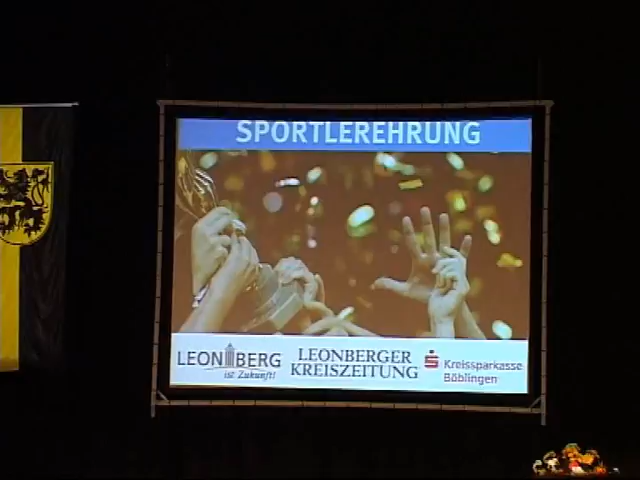 SPORTLEREHRUNG
LEONBERG
ist Zukunft!
LEONBERGER
KREISZEITUNG
Kreissparkasse
Böblingen